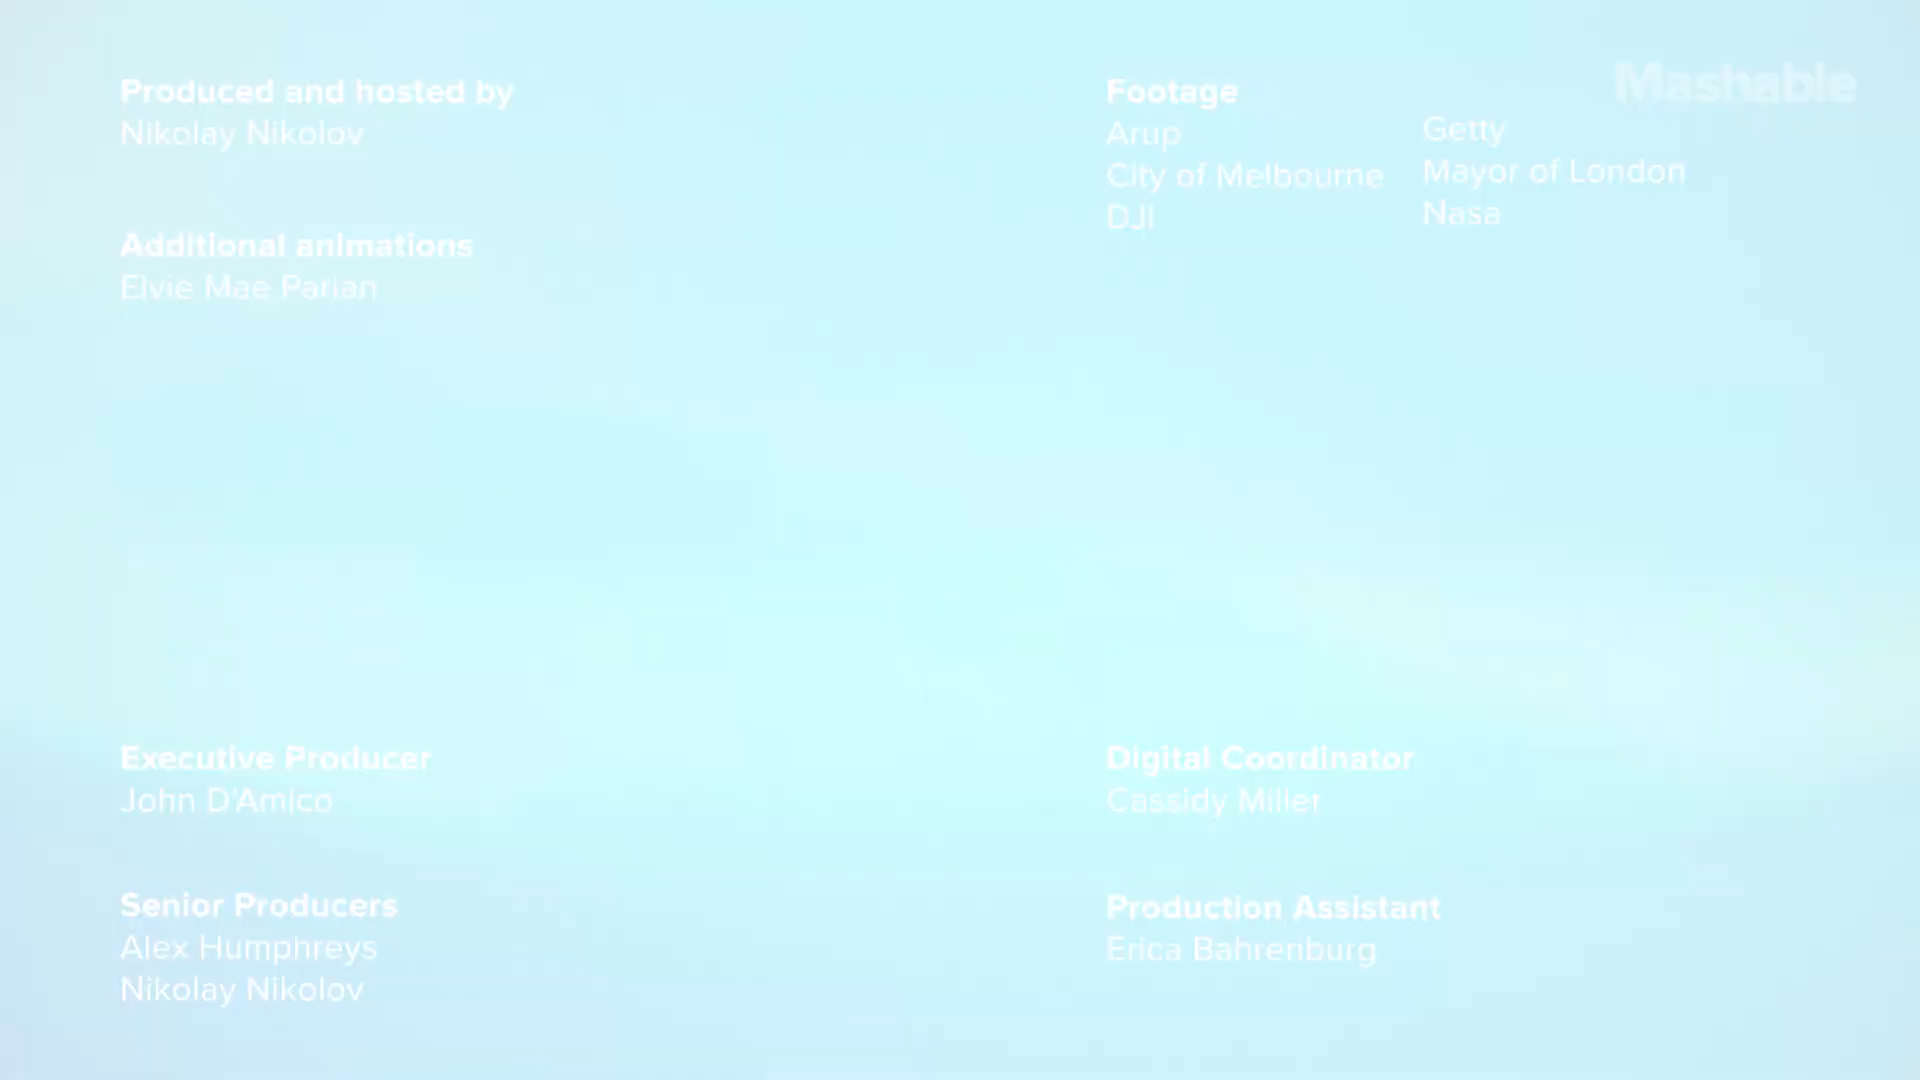 Produced and hosted by
Nikolay Nikolov
Additional animations
Elvie Mae Parian
Footage
Arup
City of Melbourne
DJI
Getty
Mayor of London
Nasa
Mashable
Executive Producer
John D'Amico
Senior Producers
Alex Humphreys
Nikolay Nikolov
Digital Coordinator
Cassidy Miller
Production Assistant
Erica Bahrenburg